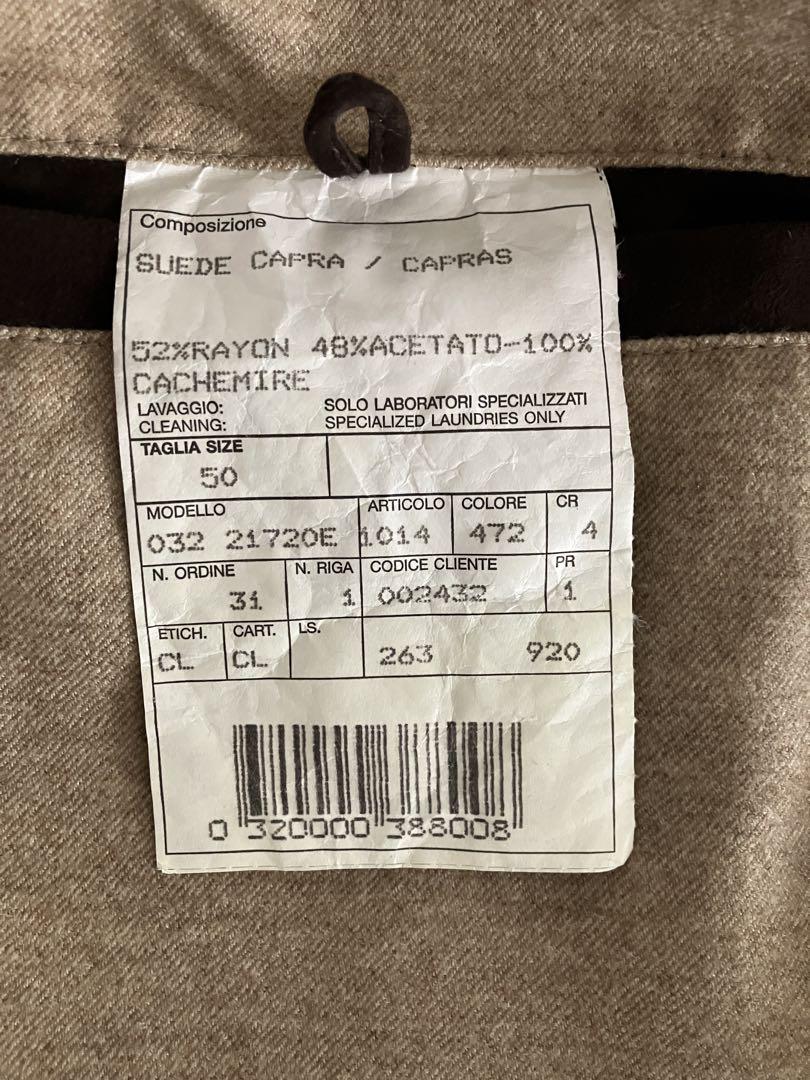 Composizione
SUEDE CAPRA / CAPRAS
52%RAYON 48%ACETATO-100%
CACHEMIRE
LAVAGGIO: SOLO LABORATORI SPECIALIZZATI
CLEANING: SPECIALIZED LAUNDRIES ONLY
TAGLIA SIZE
50
MODELLO ARTICOLO COLORE CR
032 21720E 1014 472 4
N. ORDINE N. RIGA CODICE CLIENTE PR
31 1 002432 1
ETICH. CART. LS.
CL CL 263 920
0 320000 388008